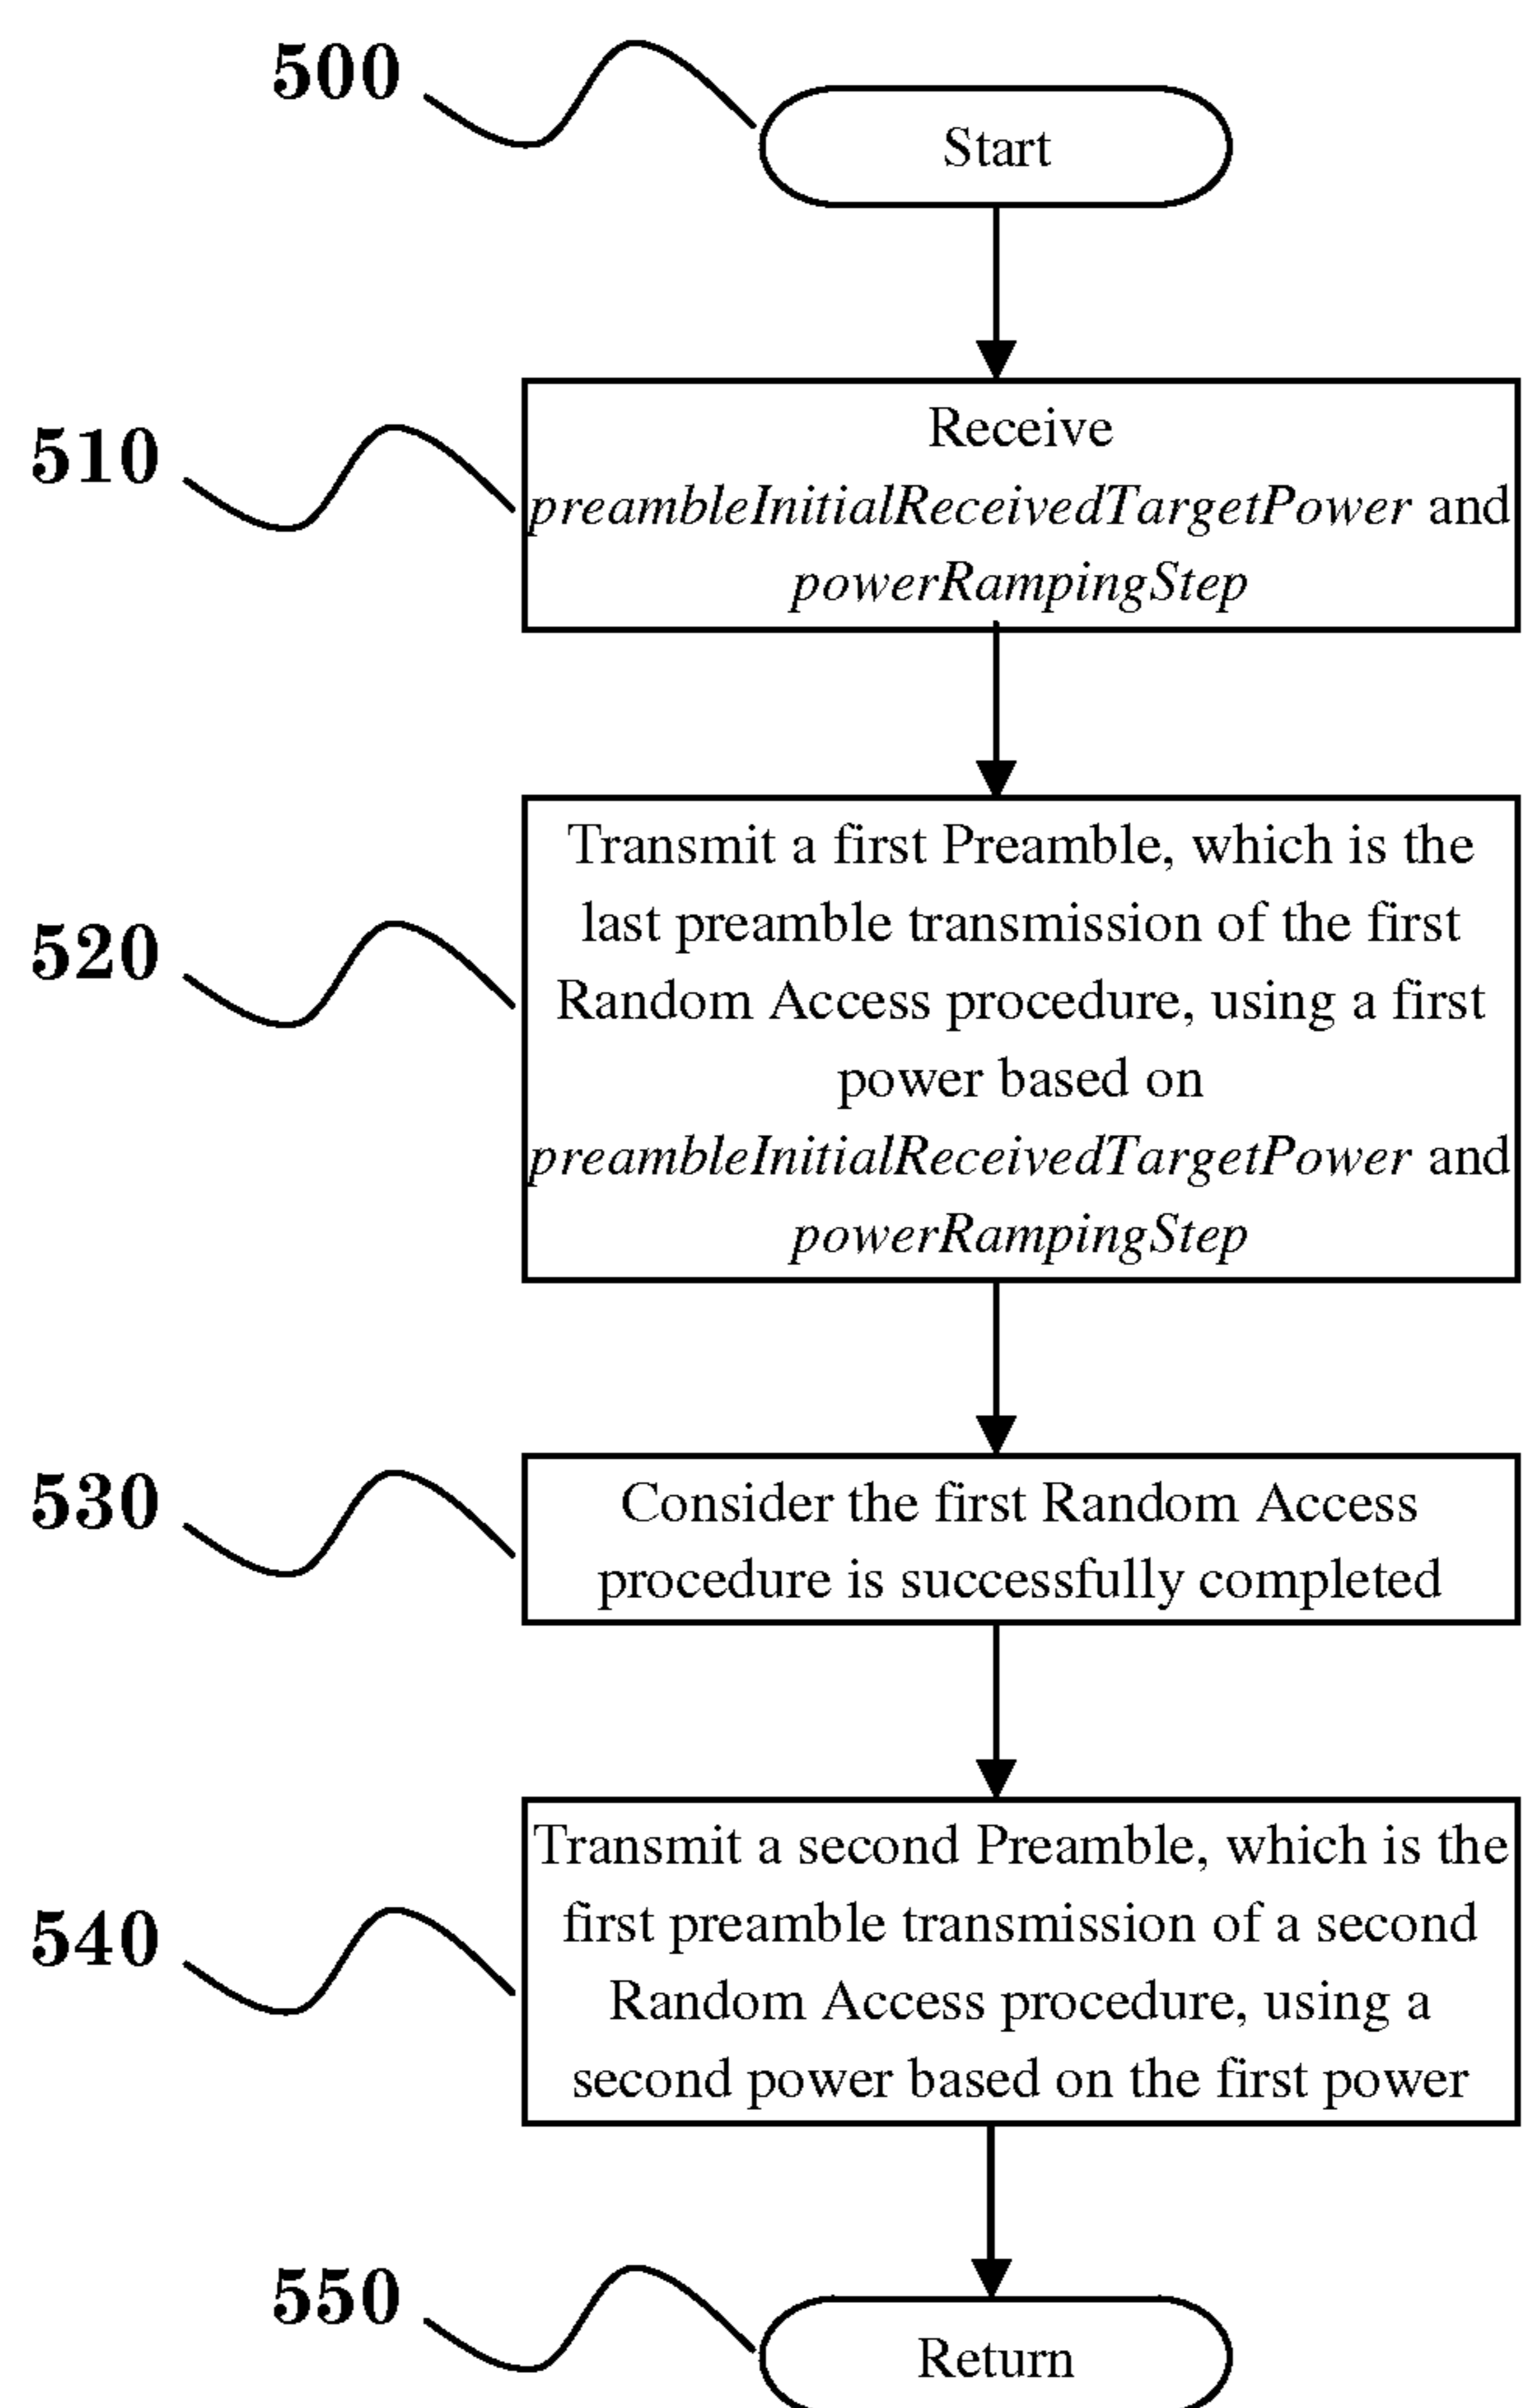 500
Start
510
Receive
preambleInitialReceivedTargetPower and
powerRampingStep
520
Transmit a first Preamble, which is the
last preamble transmission of the first
Random Access procedure, using a first
power based on
preambleInitialReceivedTargetPower and
powerRampingStep
530
Consider the first Random Access
procedure is successfully completed
540
Transmit a second Preamble, which is the
first preamble transmission of a second
Random Access procedure, using a
second power based on the first power
550
Return